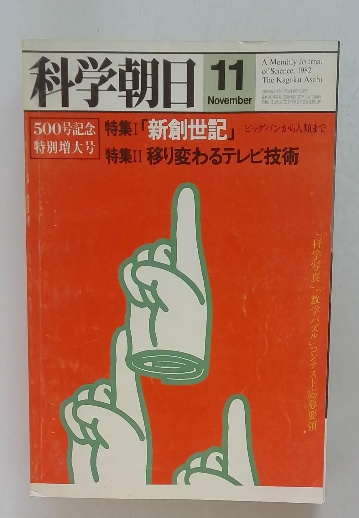 科学朝日
11
November
A Monthly Journal
of Science, 1982
The Kagaku Asahi
500号記念
特別増大号
特集I「新創世記」ビッグバンから人類まで
特集II 移り変わるテレビ技術
「科学写真」「数学パズル」コンテスト応募要領